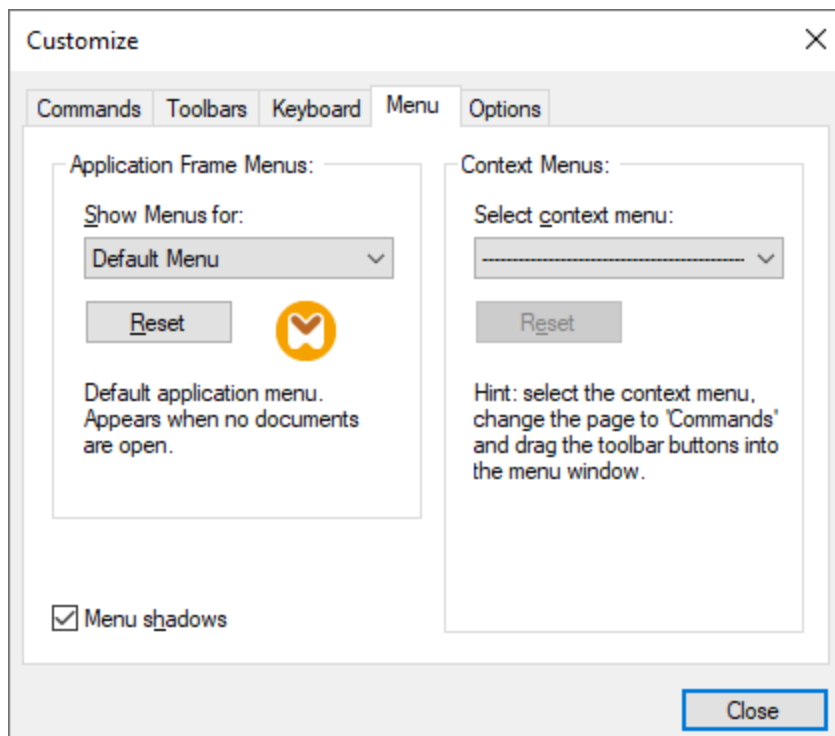 Customize
Commands
Toolbars
Keyboard
Menu
Options
Application Frame Menus:
Show Menus for:
Default Menu
Reset
Default application menu.
Appears when no documents
are open.
Context Menus:
Select context menu:
Reset
Hint: select the context menu,
change the page to 'Commands'
and drag the toolbar buttons into
the menu window.
Menu shadows
Close